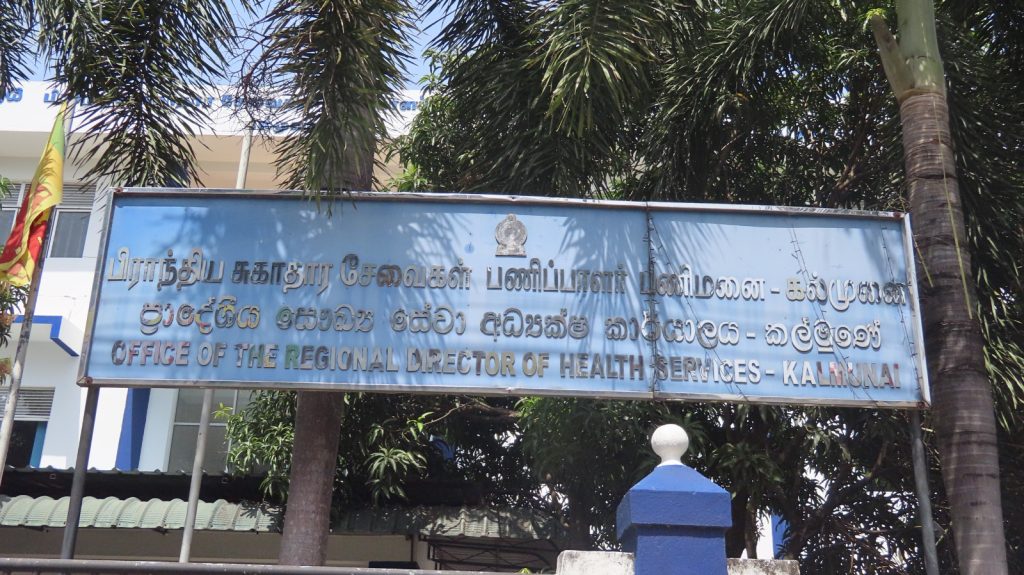 பிராந்திய சுகாதார சேவைகள் பணிப்பாளர் பணிமனை - கல்முனை
ප්‍රාදේශීය සෞඛ්‍ය සේවා අධ්‍යක්ෂ කාර්යාලය - කල්මුණේ
OFFICE OF THE REGIONAL DIRECTOR OF HEALTH SERVICES - KALMUNAI